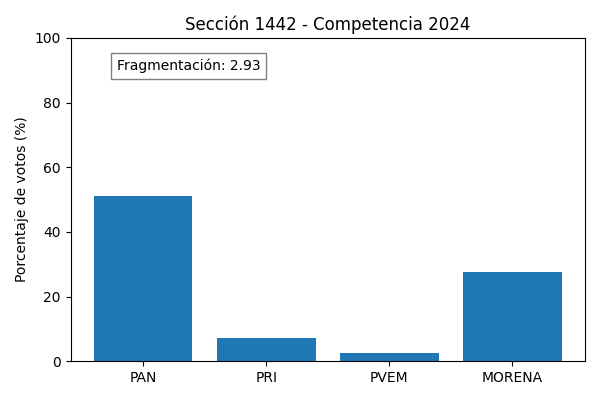 Sección 1442 - Competencia 2024
Fragmentación: 2.93
Porcentaje de votos (%)
100
80
60
40
20
0
PAN PRI PVEM MORENA